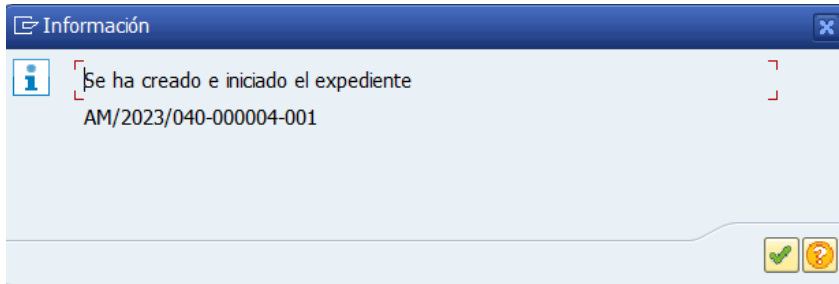 Información
Se ha creado e iniciado el expediente
AM/2023/040-000004-001